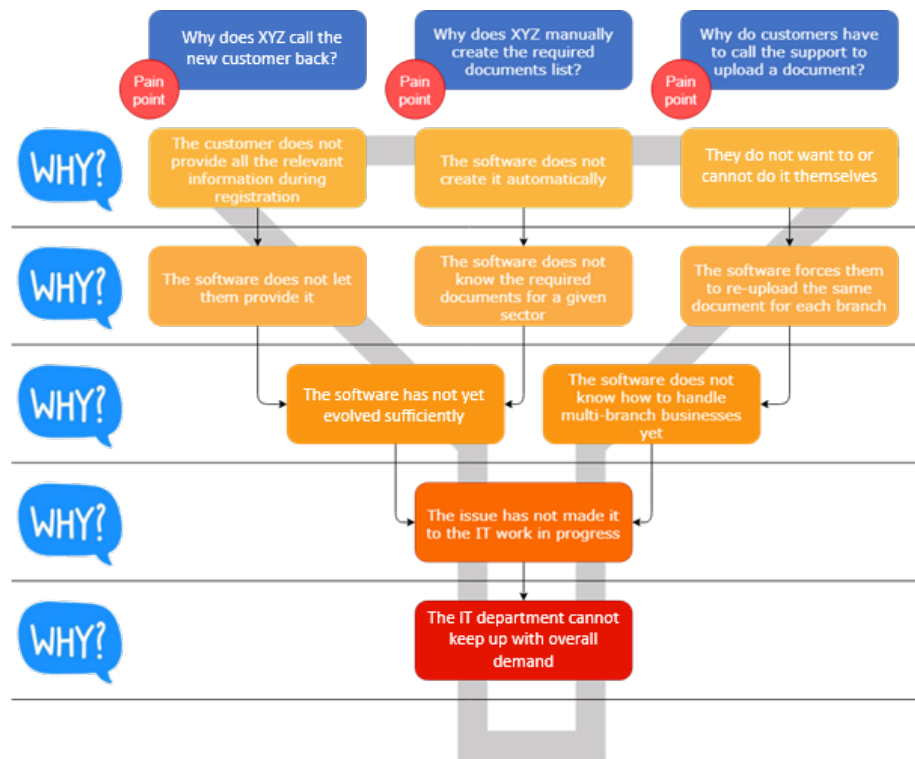 Why does XYZ call the
new customer back?
Pain
point
Why does XYZ manually
create the required
documents list?
Pain
point
Why do customers have
to call the support to
upload a document?
Pain
point
WHY?
The customer does not
provide all the relevant
information during
registration
The software does not
create it automatically
They do not want to or
cannot do it themselves
WHY?
The software does not let
them provide it
The software does not
know the required
documents for a given
sector
The software forces them
to re-upload the same
document for each branch
WHY?
The software has not yet
evolved sufficiently
The software does not
know how to handle
multi-branch businesses
yet
WHY?
The issue has not made it
to the IT work in progress
WHY?
The IT department cannot
keep up with overall
demand